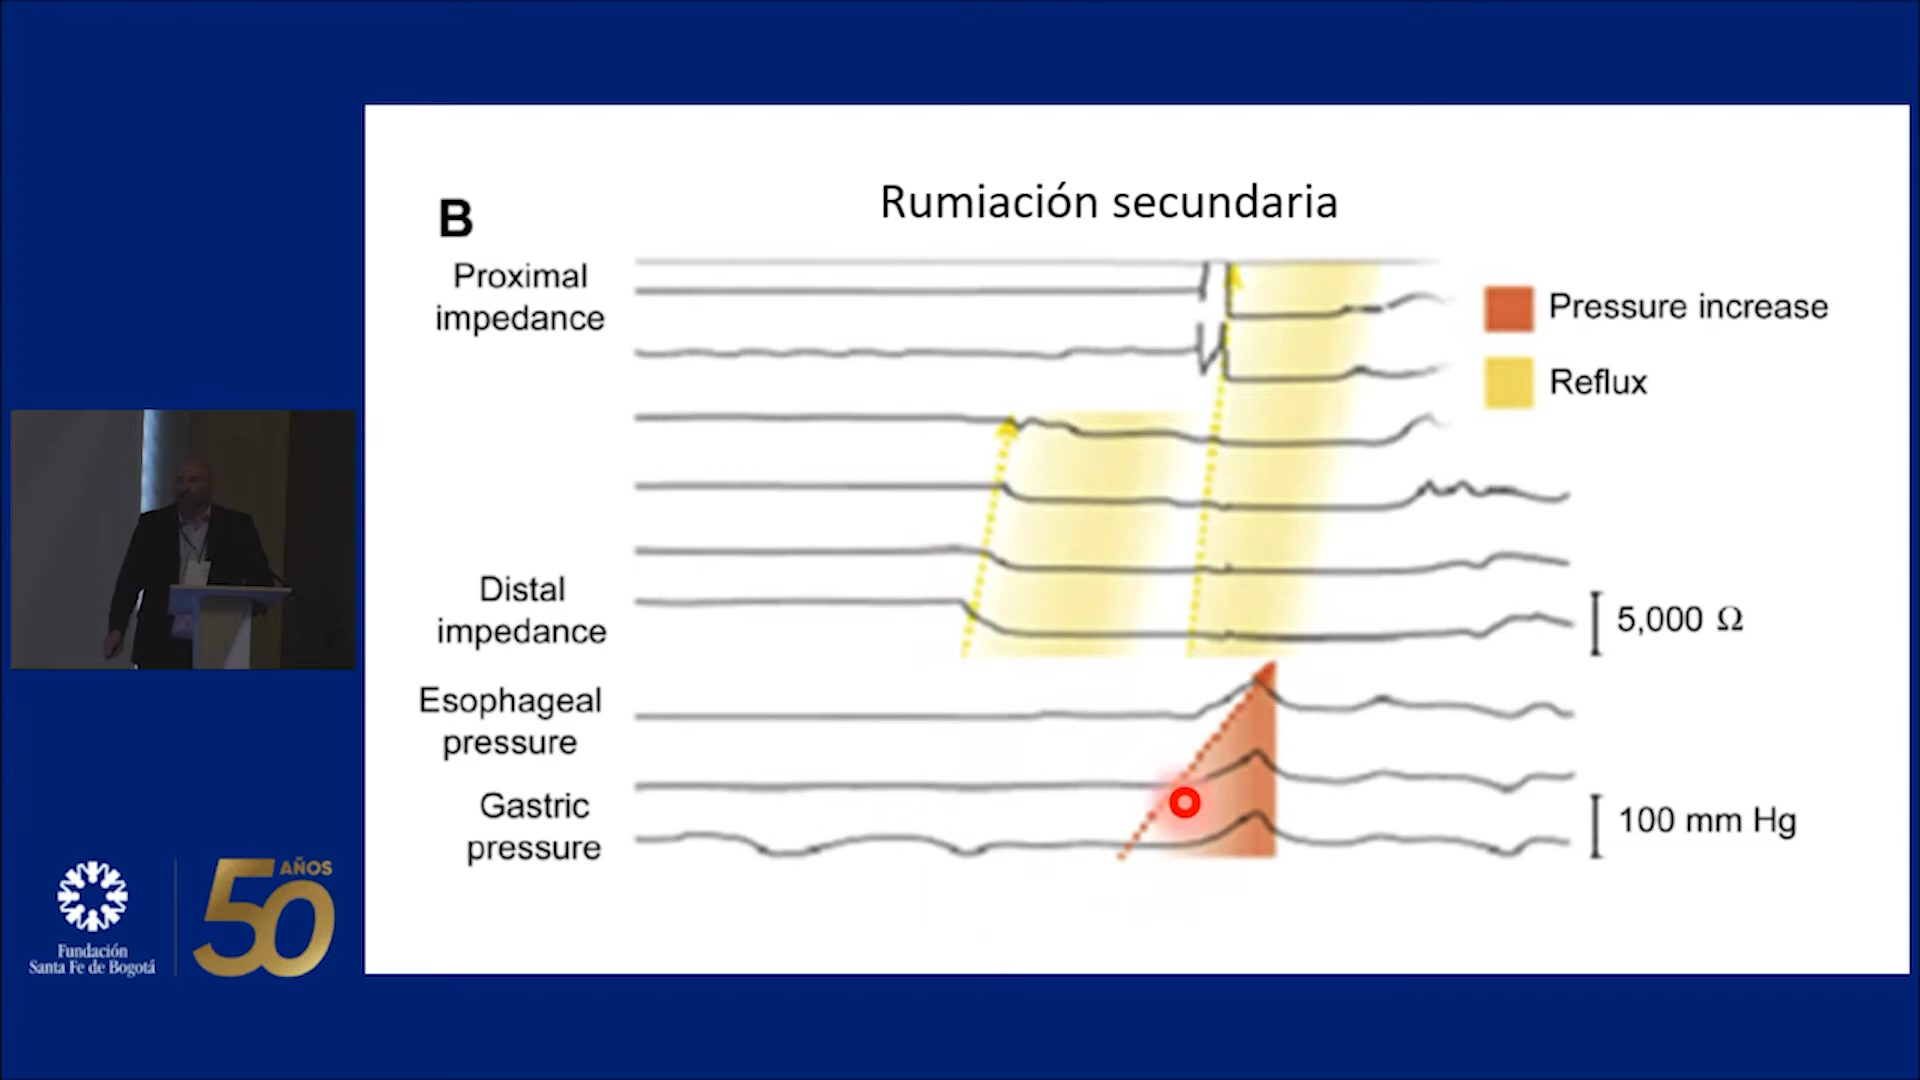 Rumiación secundaria
B
Proximal
impedance
Pressure increase
Reflux
Distal
impedance
5,000 Ω
Esophageal
pressure
Gastric
pressure
100 mm Hg
Fundación
Santa Fe de Bogotá
50
AÑOS